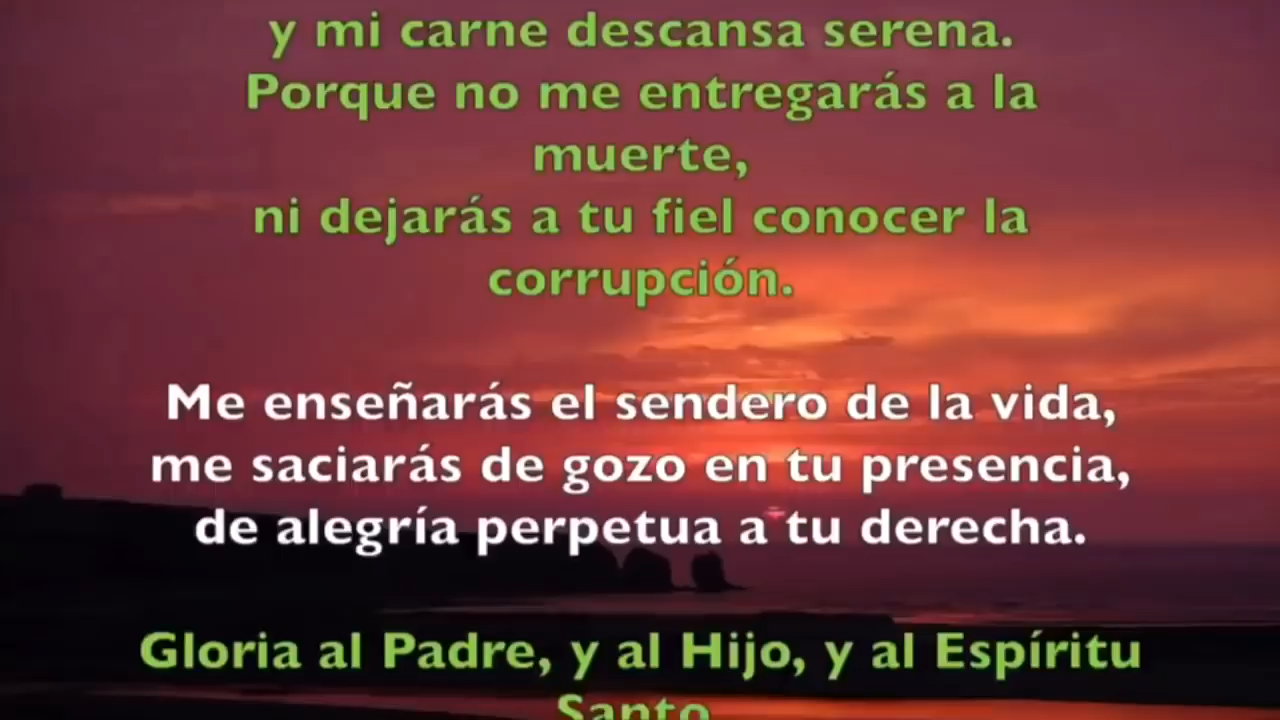 y mi carne descansa serena.
Porque no me entregarás a la
muerte,
ni dejarás a tu fiel conocer la
corrupción.
Me enseñarás el sendero de la vida,
me saciarás de gozo en tu presencia,
de alegría perpetua a tu derecha.
Gloria al Padre, y al Hijo, y al Espíritu
Santo